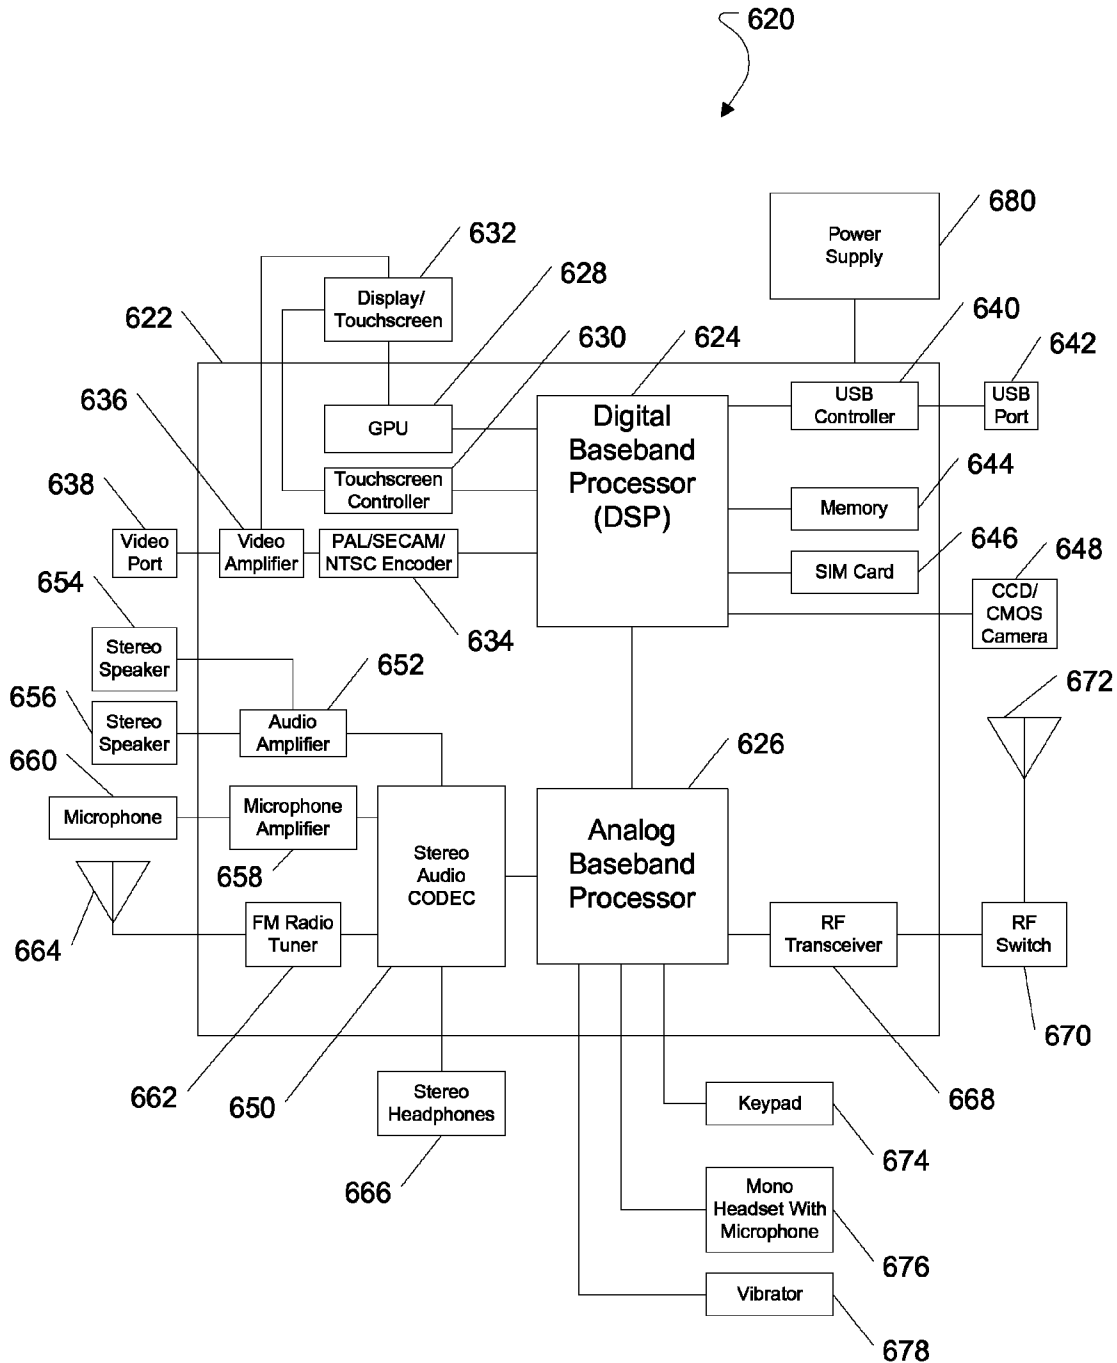 620
680
Power
Supply
632
628
640
Display/
Touchscreen
622
630
624
642
USB
Controller
USB
Port
636
GPU
Digital
Baseband
Processor
(DSP)
638
Touchscreen
Controller
644
Memory
Video
Port
Video
Amplifier
PAL/SECAM/
NTSC Encoder
646
648
SIM Card
654
634
CCD/
CMOS
Camera
Stereo
Speaker
652
656
Stereo
Speaker
Audio
Amplifier
672
660
626
Microphone
Microphone
Amplifier
658
Stereo
Audio
CODEC
Analog
Baseband
Processor
664
FM Radio
Tuner
RF
Transceiver
RF
Switch
670
662
650
Stereo
Headphones
668
Keypad
674
666
Mono
Headset With
Microphone
676
Vibrator
678